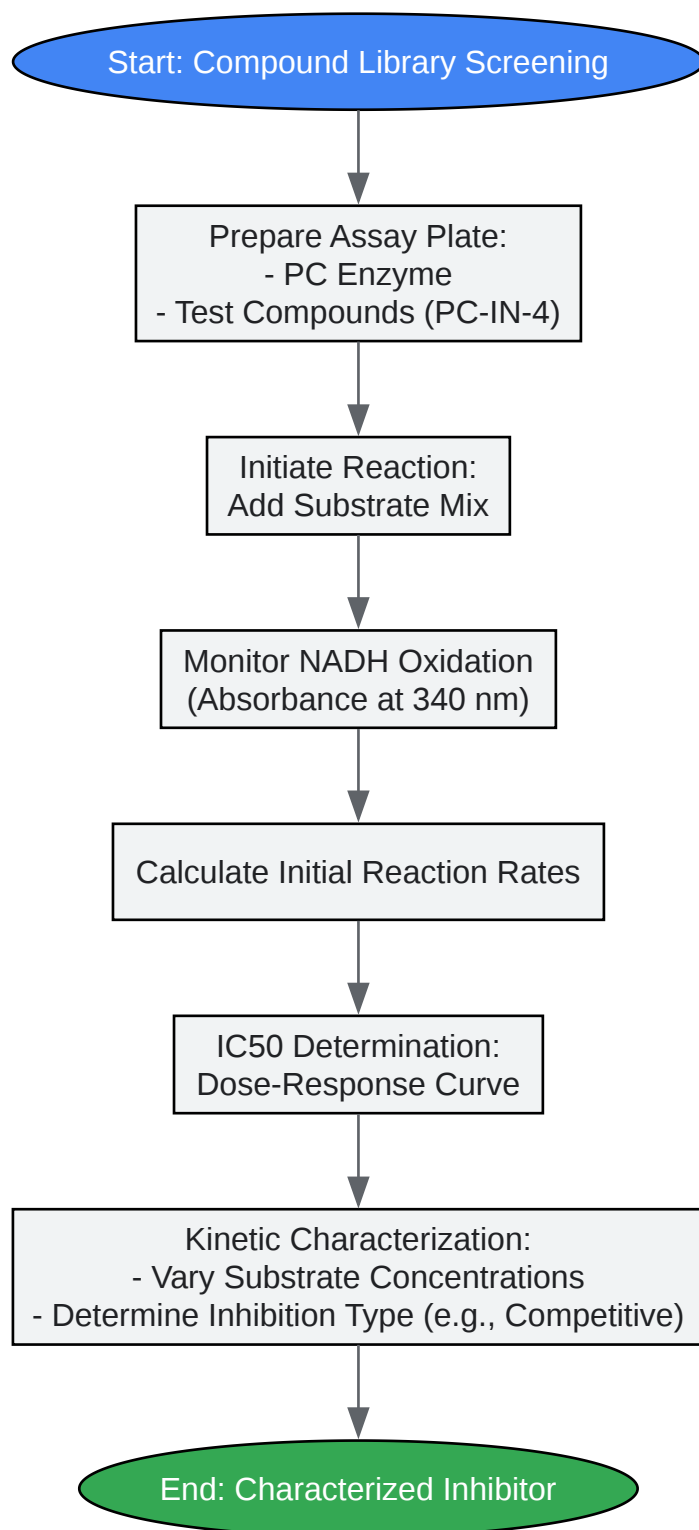 Start: Compound Library Screening
Prepare Assay Plate:
- PC Enzyme
- Test Compounds (PC-IN-4)
Initiate Reaction:
Add Substrate Mix
Monitor NADH Oxidation
(Absorbance at 340 nm)
Calculate Initial Reaction Rates
IC50 Determination:
Dose-Response Curve
Kinetic Characterization:
- Vary Substrate Concentrations
- Determine Inhibition Type (e.g., Competitive)
End: Characterized Inhibitor